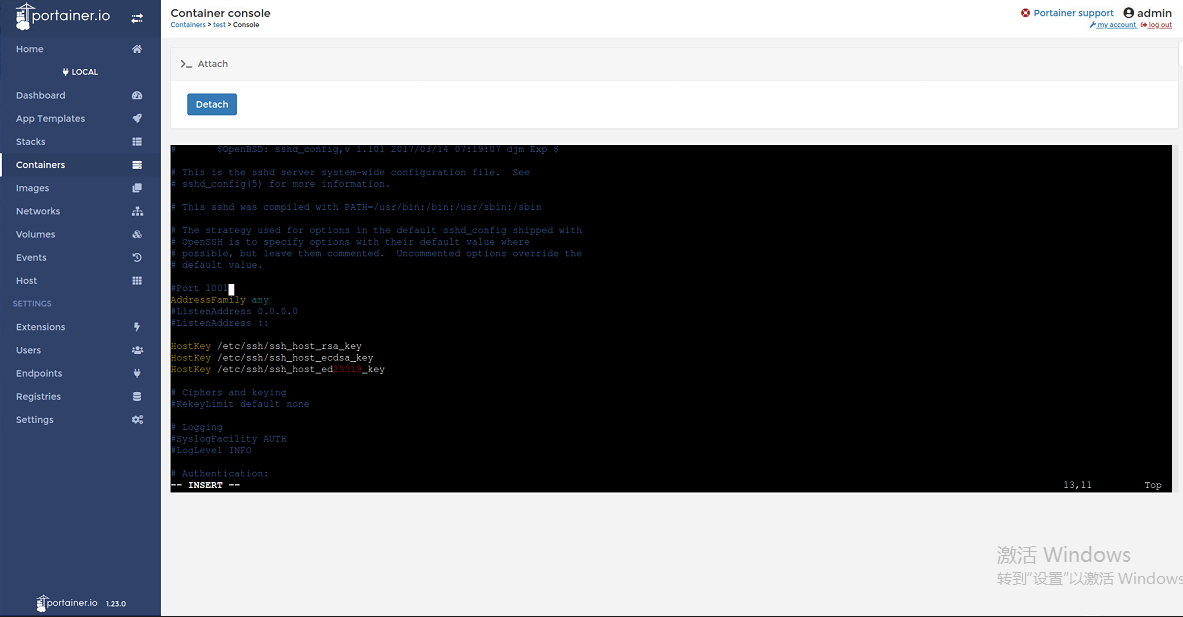 portainer.io
Home
LOCAL
Dashboard
App Templates
Stacks
Containers
Images
Networks
Volumes
Events
Host
SETTINGS
Extensions
Users
Endpoints
Registries
Settings
portainer.io 1.23.0
Container console
Containers > test > Console
Portainer support admin
my account log out
>_ Attach
Detach
# $OpenBSD: sshd_config,v 1.101 2017/03/14 07:19:07 djm Exp $
# This is the sshd server system-wide configuration file. See
# sshd_config(5) for more information.
# This sshd was compiled with PATH=/usr/bin:/bin:/usr/sbin:/sbin
# The strategy used for options in the default sshd_config shipped with
# OpenSSH is to specify options with their default value where
# possible, but leave them commented. Uncommented options override the
# default value.
#Port 1001
AddressFamily any
#ListenAddress 0.0.0.0
#ListenAddress ::
HostKey /etc/ssh/ssh_host_rsa_key
HostKey /etc/ssh/ssh_host_ecdsa_key
HostKey /etc/ssh/ssh_host_ed25519_key
# Ciphers and keying
#RekeyLimit default none
# Logging
#SyslogFacility AUTH
#LogLevel INFO
# Authentication:
-- INSERT -- 13,11 Top
激活 Windows
转到“设置”以激活 Windows